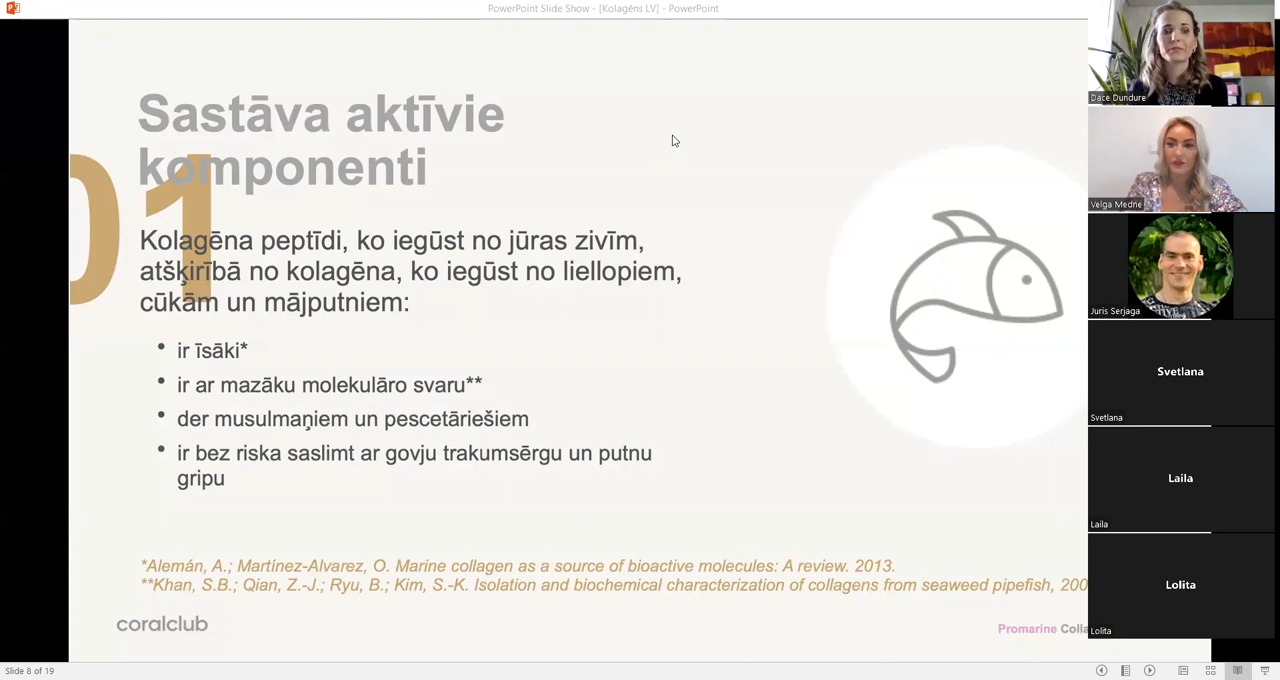 PowerPoint Slide Show - [Kolagēns LV] - PowerPoint
01
Sastāva aktīvie
komponenti
Kolagēna peptīdi, ko iegūst no jūras zivīm,
atšķirībā no kolagēna, ko iegūst no liellopiem,
cūkām un mājputniem:
• ir īsāki*
• ir ar mazāku molekulāro svaru**
• der musulmaņiem un pescetāriešiem
• ir bez riska saslimt ar govju trakumsērgu un putnu
gripu
*Alemán, A.; Martínez-Alvarez, O. Marine collagen as a source of bioactive molecules: A review. 2013.
**Khan, S.B.; Qian, Z.-J.; Ryu, B.; Kim, S.-K. Isolation and biochemical characterization of collagens from seaweed pipefish, 200
coralclub
Promarine Colla
Slide 8 of 19
Dace Dundure
Velga Medne
Juris Serjaga
Svetlana
Svetlana
Laila
Laila
Lolita
Lolita